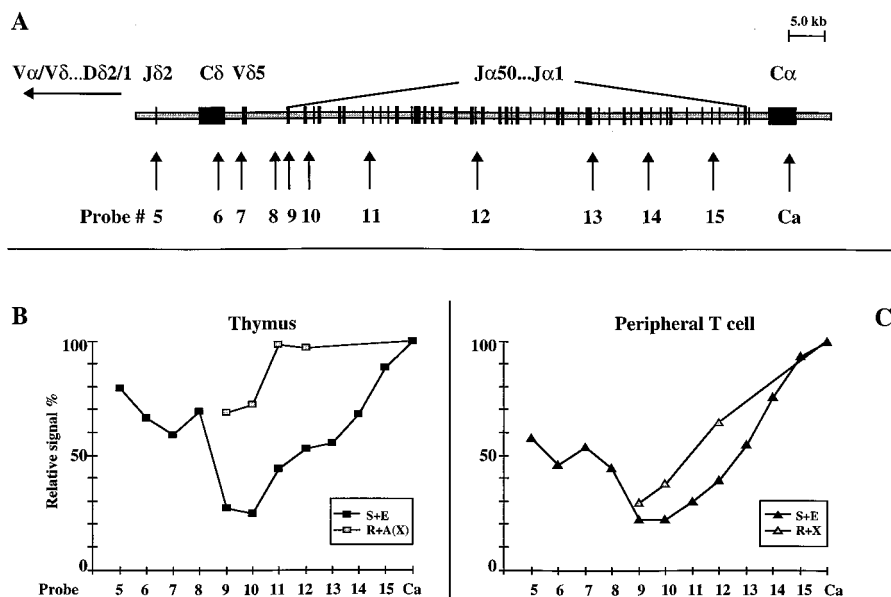 A
5.0 kb
Vα/Vδ...Dδ2/1 Jδ2 Cδ Vδ5 Jα50...Jα1 Cα
Probe # 5 6 7 8 9 10 11 12 13 14 15 Ca
B
Thymus
Relative signal %
100
50
0
S+E
R+A(X)
Probe 5 6 7 8 9 10 11 12 13 14 15 Ca
C
Peripheral T cell
100
50
0
S+E
R+X
5 6 7 8 9 10 11 12 13 14 15 Ca